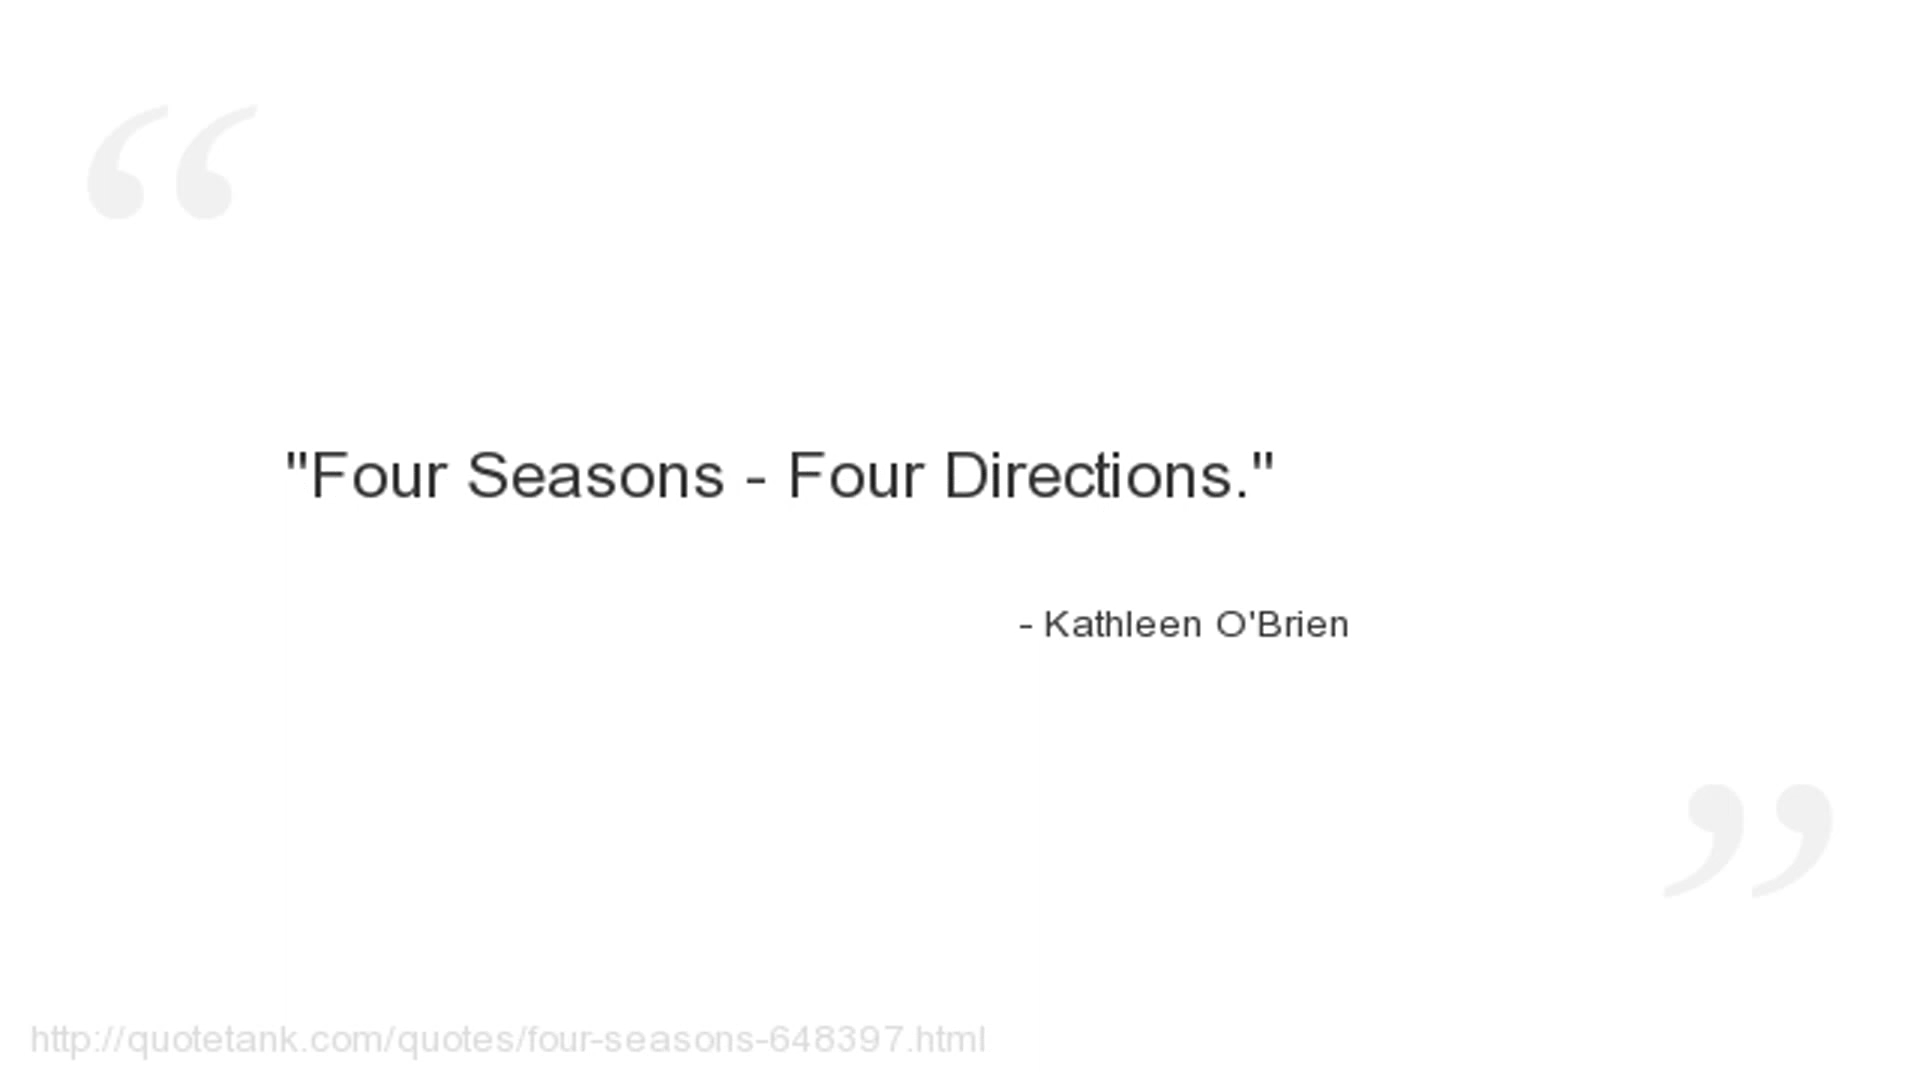 "Four Seasons - Four Directions."
- Kathleen O'Brien
http://quotetank.com/quotes/four-seasons-648397.html